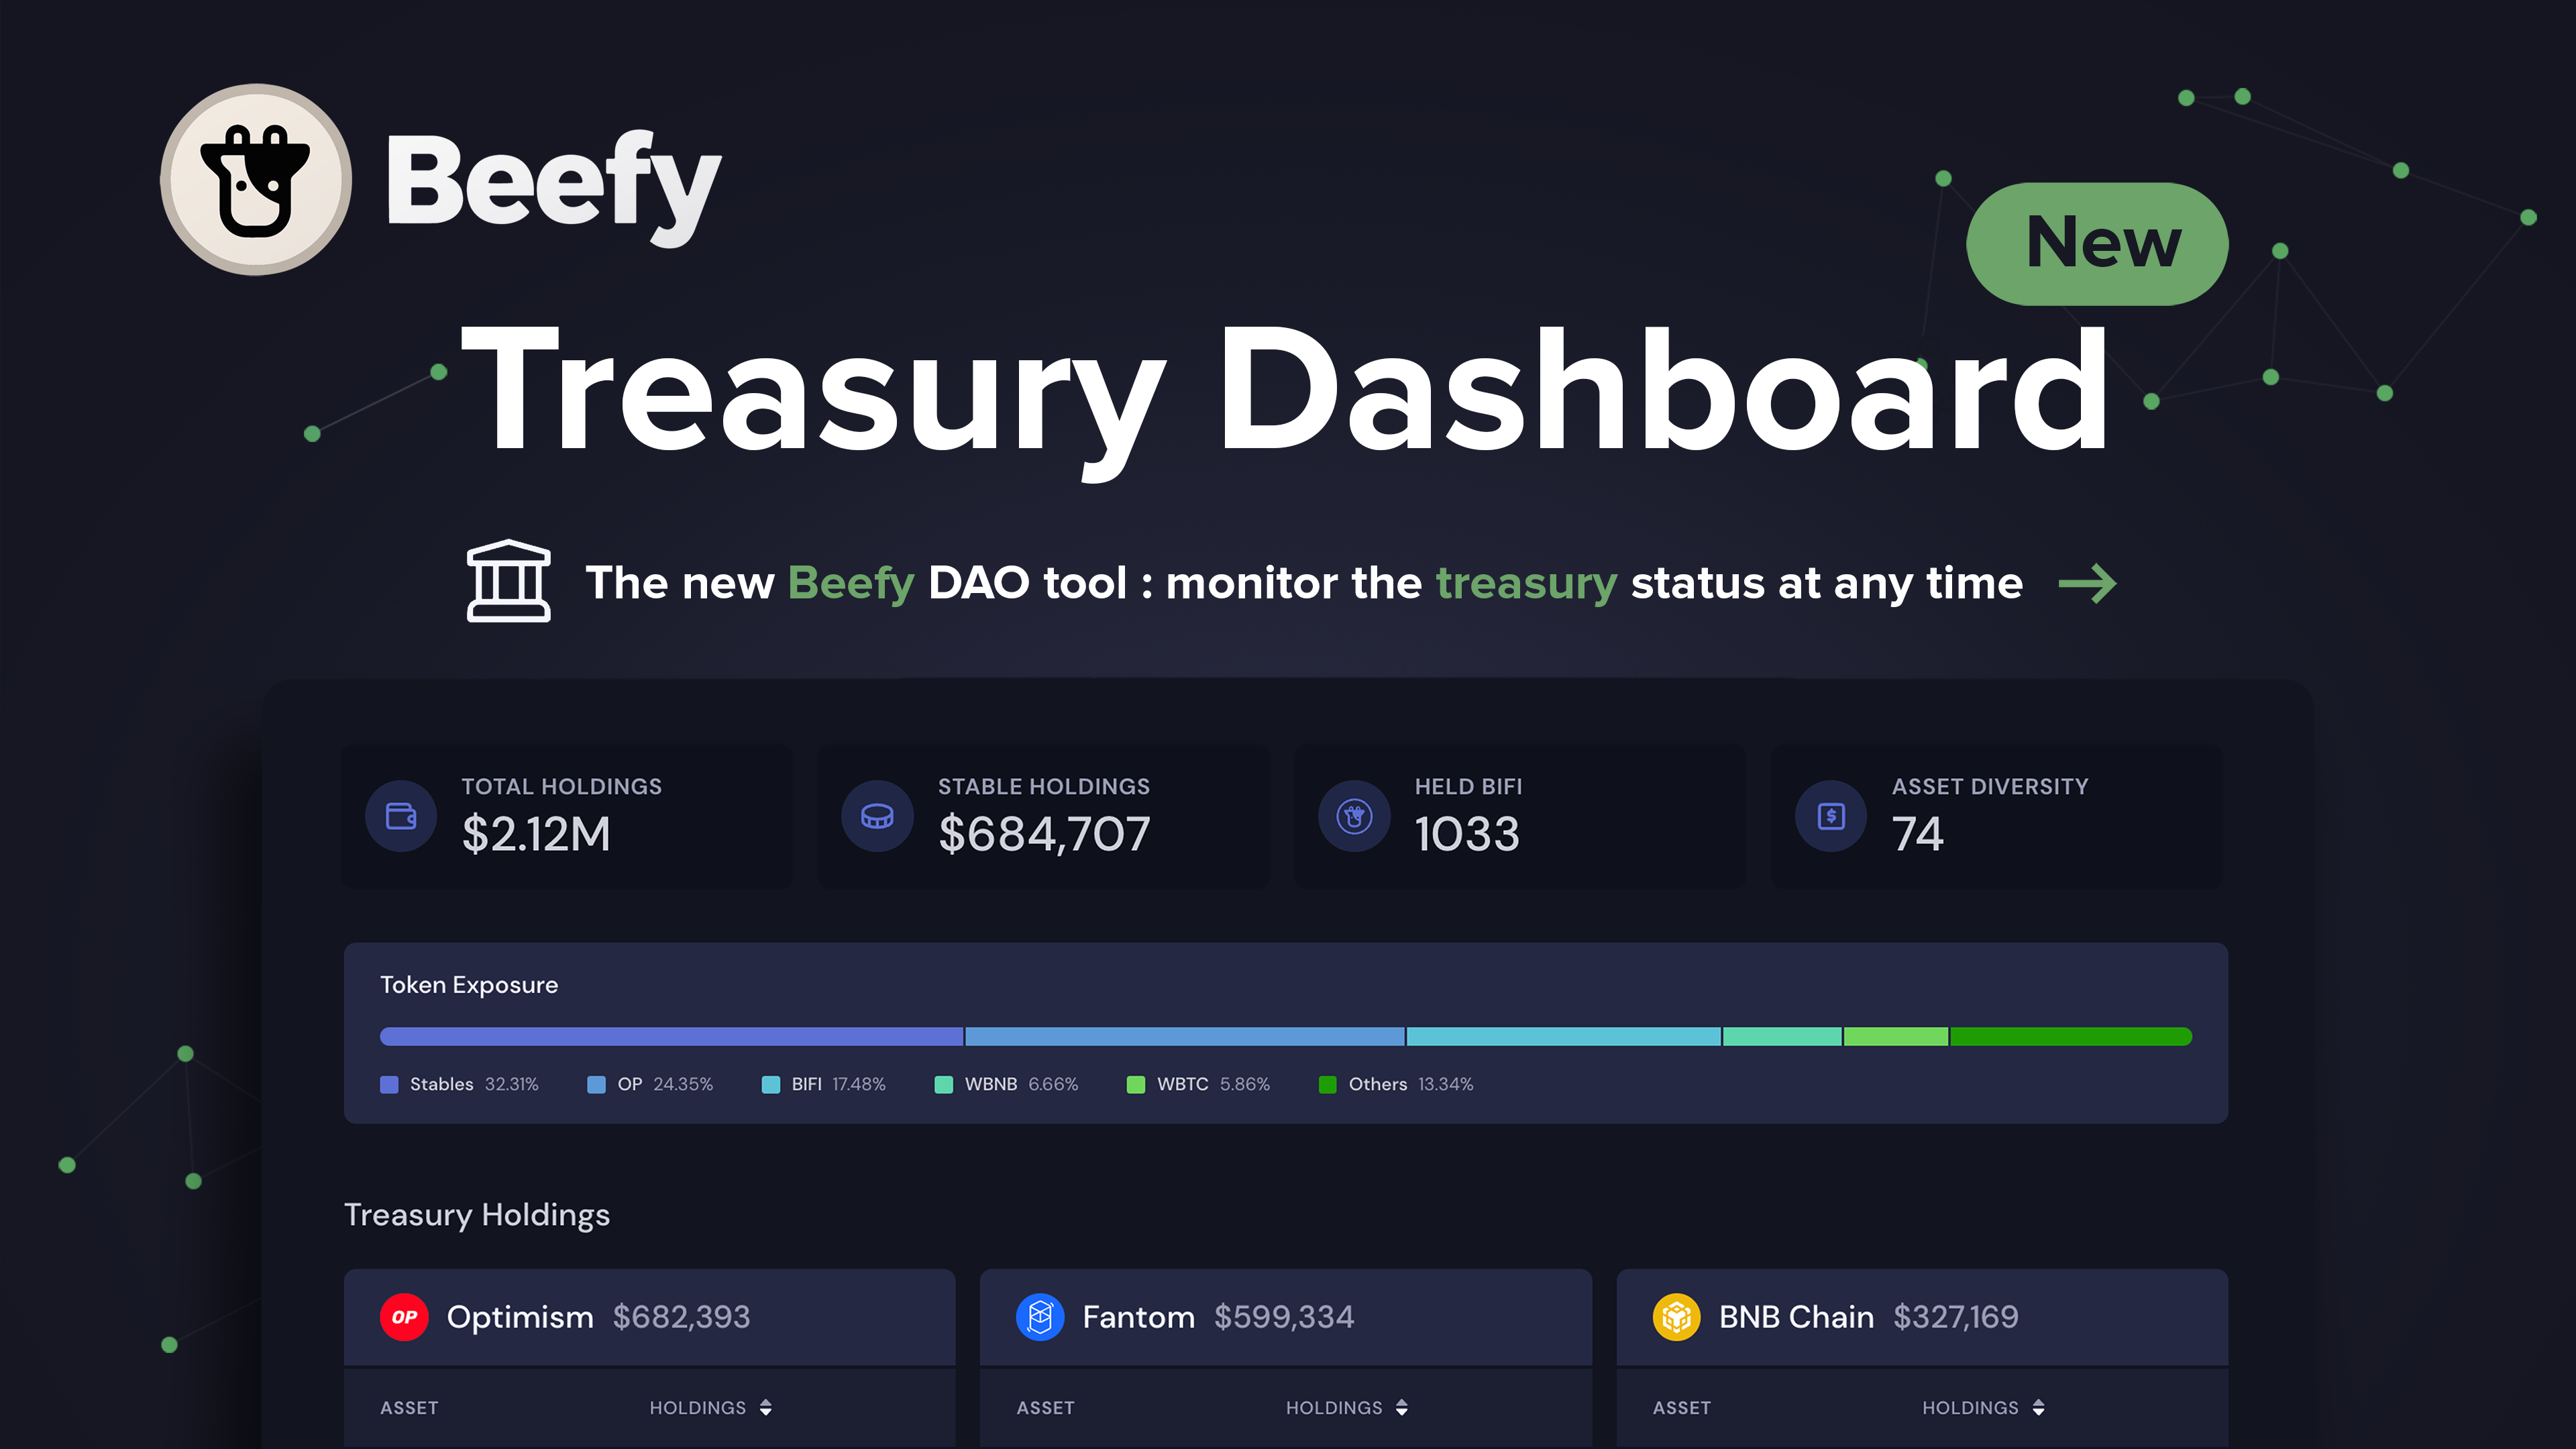 Beefy
New
Treasury Dashboard
The new Beefy DAO tool : monitor the treasury status at any time
TOTAL HOLDINGS
$2.12M
STABLE HOLDINGS
$684,707
HELD BIFI
1033
ASSET DIVERSITY
74
Token Exposure
Stables 32.31% OP 24.35% BIFI 17.48% WBNB 6.66% WBTC 5.86% Others 13.34%
Treasury Holdings
OP Optimism $682,393
Fantom $599,334
BNB Chain $327,169
ASSET HOLDINGS
ASSET HOLDINGS
ASSET HOLDINGS